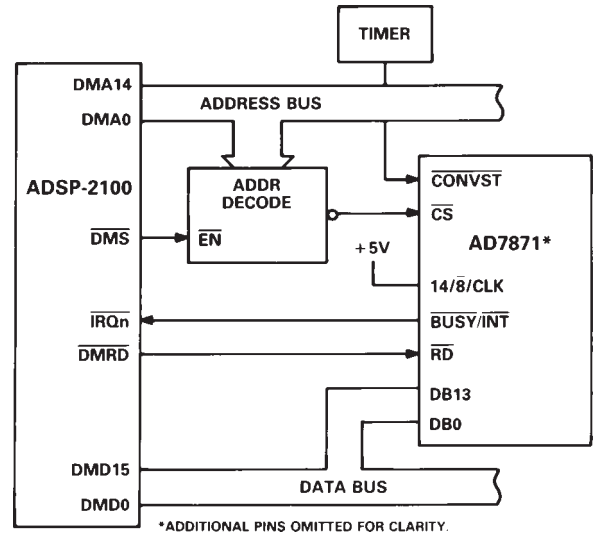 TIMER
DMA14
ADDRESS BUS
DMA0
ADSP-2100
ADDR
DECODE
CONVST
CS
DMS
EN
AD7871*
+5V
14/8/CLK
IRQn
BUSY/INT
DMRD
RD
DB13
DB0
DMD15
DATA BUS
DMD0
*ADDITIONAL PINS OMITTED FOR CLARITY.